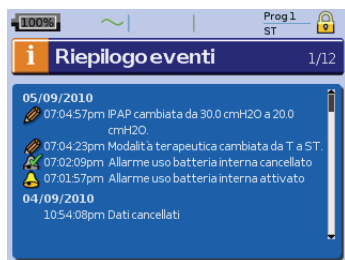 100%
Prog 1
ST
i Riepilogo eventi 1/12
05/09/2010
07:04:57pm IPAP cambiata da 30.0 cmH2O a 20.0
cmH2O.
07:04:23pm Modalità terapeutica cambiata da T a ST.
07:02:09pm Allarme uso batteria interna cancellato
07:01:57pm Allarme uso batteria interna attivato
04/09/2010
10:54:08pm Dati cancellati